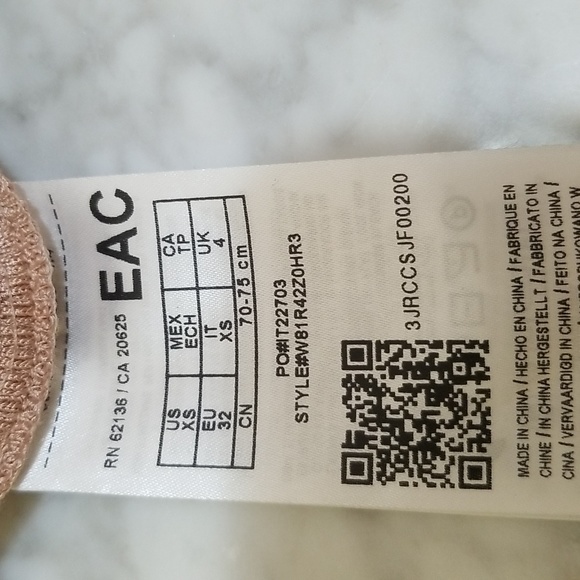 RN 62136 / CA 20625
EAC
US XS
MEX ECH
CA TP
EU 32
IT XS
UK 4
CN
70-75 cm
PO#IT22703
STYLE#W81R42Z0HR3
3JRCCSJF00200
MADE IN CHINA / HECHO EN CHINA / FABRIQUE EN
CHINE / IN CHINA HERGESTELLT / FABBRICATO IN
CINA / VERVAARDIGD IN CHINA / FEITO NA CHINA /